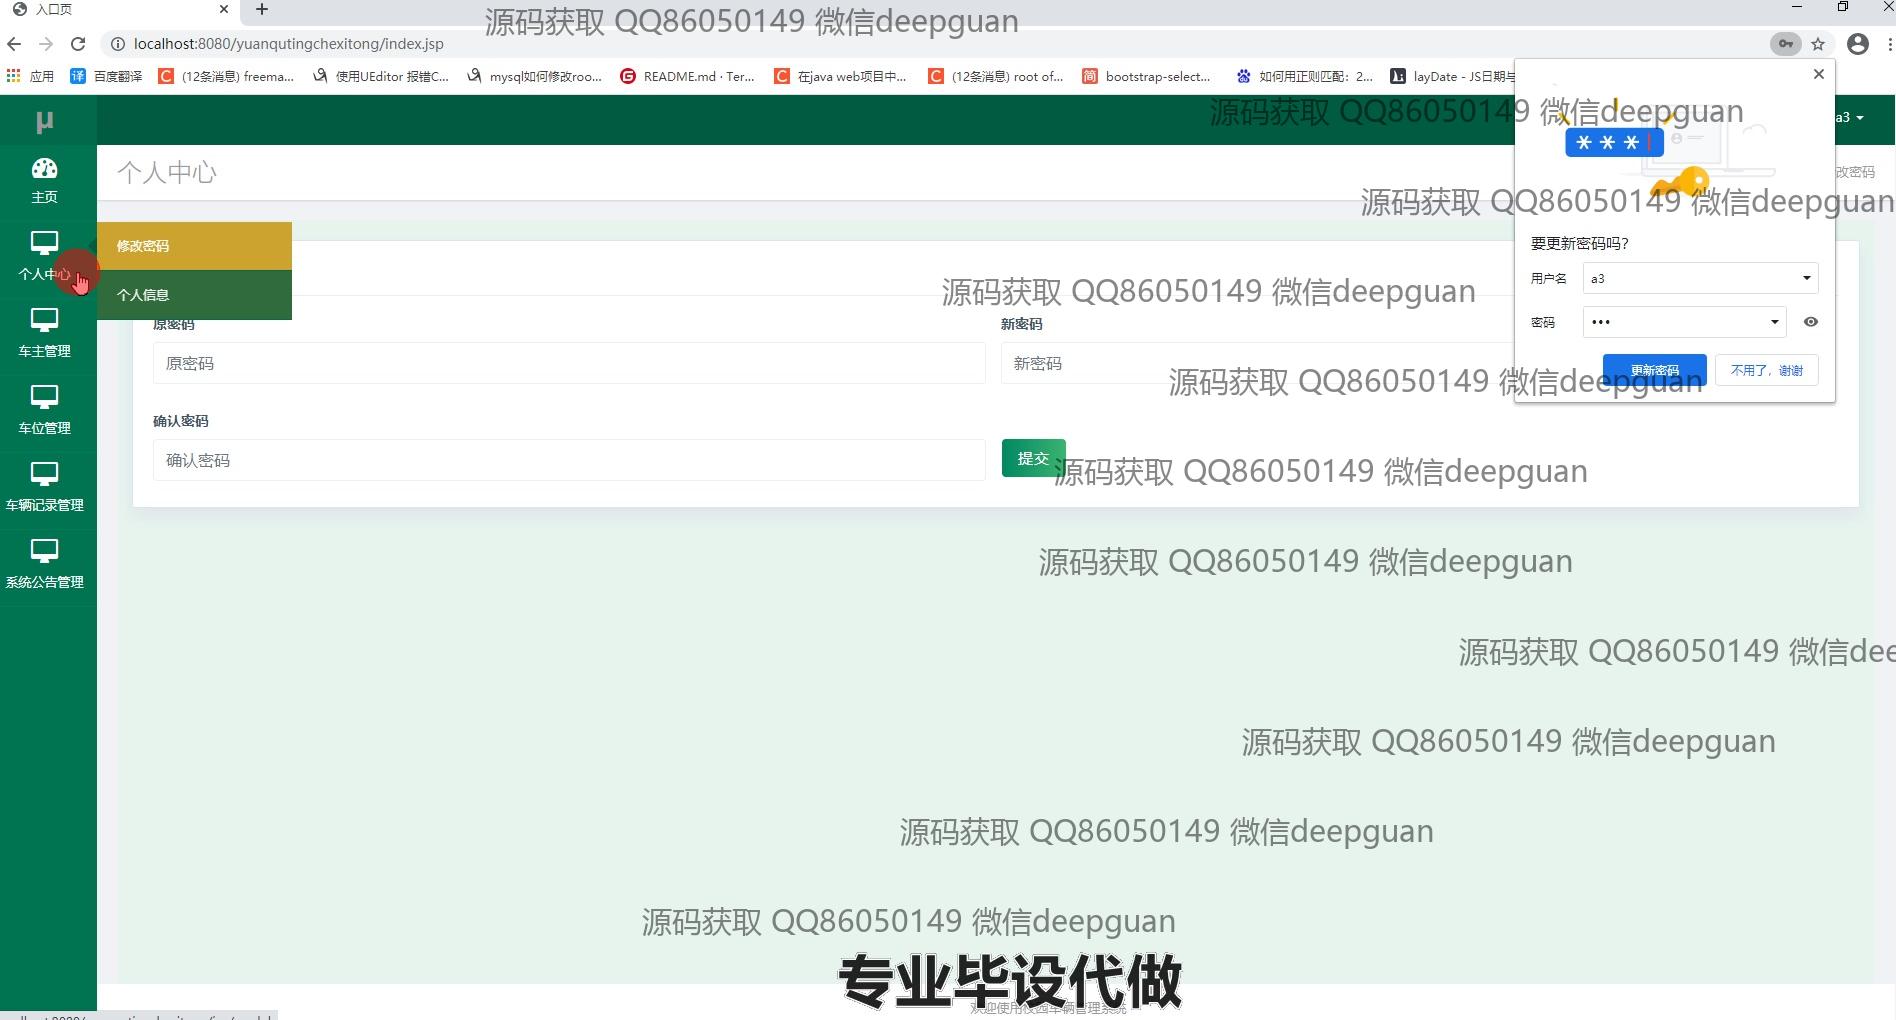 入口页
localhost:8080/yuanqutingchexitong/index.jsp
应用 百度翻译 (12条消息) freema... 使用UEditor 报错C... mysql如何修改roo... README.md · Ter... 在java web项目中... (12条消息) root of... bootstrap-select... 如何用正则匹配：2... layDate - JS日期与
源码获取 QQ86050149 微信deepguan
源码获取 QQ86050149 微信deepguan
μ
a3
主页
个人中心
改密码
源码获取 QQ86050149 微信deepguan
个人中心
修改密码
个人信息
要更新密码吗？
用户名 a3
密码 •••
更新密码 不用了，谢谢
源码获取 QQ86050149 微信deepguan
原密码
原密码
新密码
新密码
源码获取 QQ86050149 微信deepguan
车主管理
车位管理
确认密码
确认密码
提交
源码获取 QQ86050149 微信deepguan
车辆记录管理
系统公告管理
源码获取 QQ86050149 微信deepguan
源码获取 QQ86050149 微信dee
源码获取 QQ86050149 微信deepguan
源码获取 QQ86050149 微信deepguan
源码获取 QQ86050149 微信deepguan
专业毕设代做
欢迎使用校园车辆管理系统